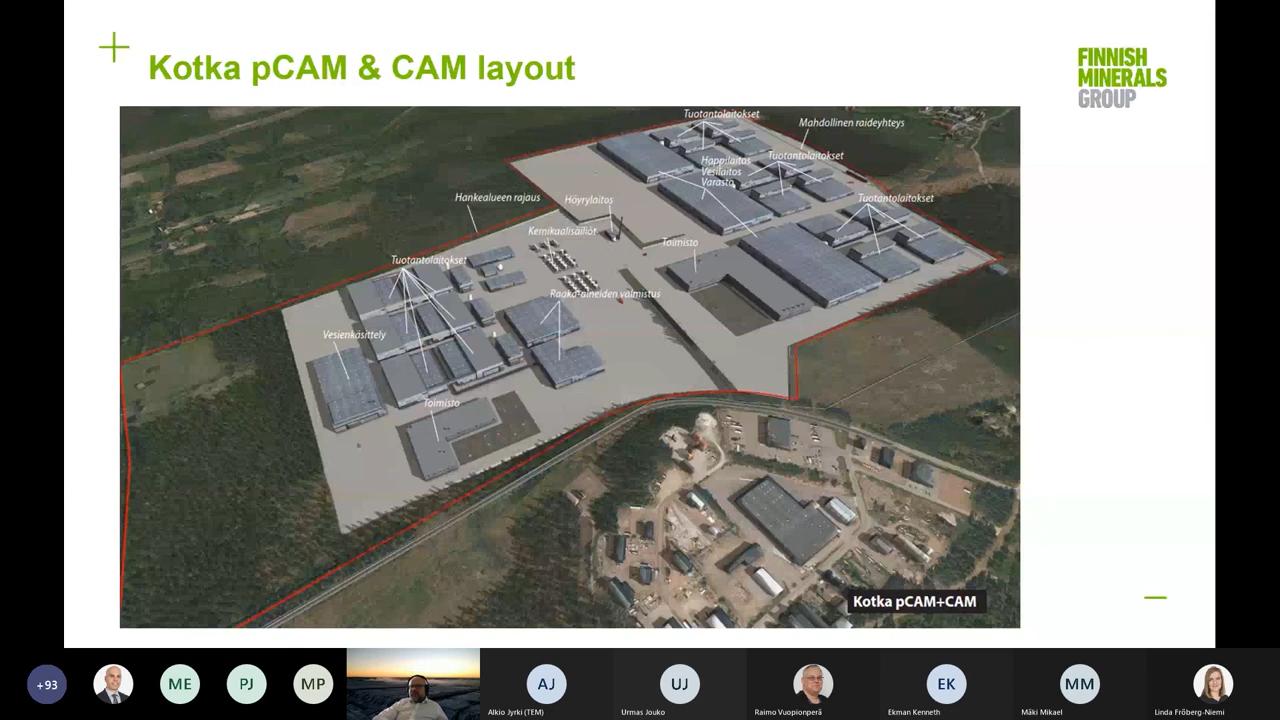 Kotka pCAM & CAM layout
FINNISH
MINERALS
GROUP
Tuotantolaitokset
Mahdollinen raideyhteys
Happilaitos
Vesilaitos
Varasto
Tuotantolaitokset
Hankealueen rajaus
Höyrylaitos
Tuotantolaitokset
Kemikaalisäiliöt
Toimisto
Tuotantolaitokset
Raaka-aineiden valmistus
Vesienkäsittely
Toimisto
Kotka pCAM+CAM
+93
ME
PJ
MP
AJ
UJ
EK
MM
Alkio Jyrki (TEM)
Urmas Jouko
Raimo Vuopionperä
Ekman Kenneth
Mäki Mikael
Linda Fröberg-Niemi